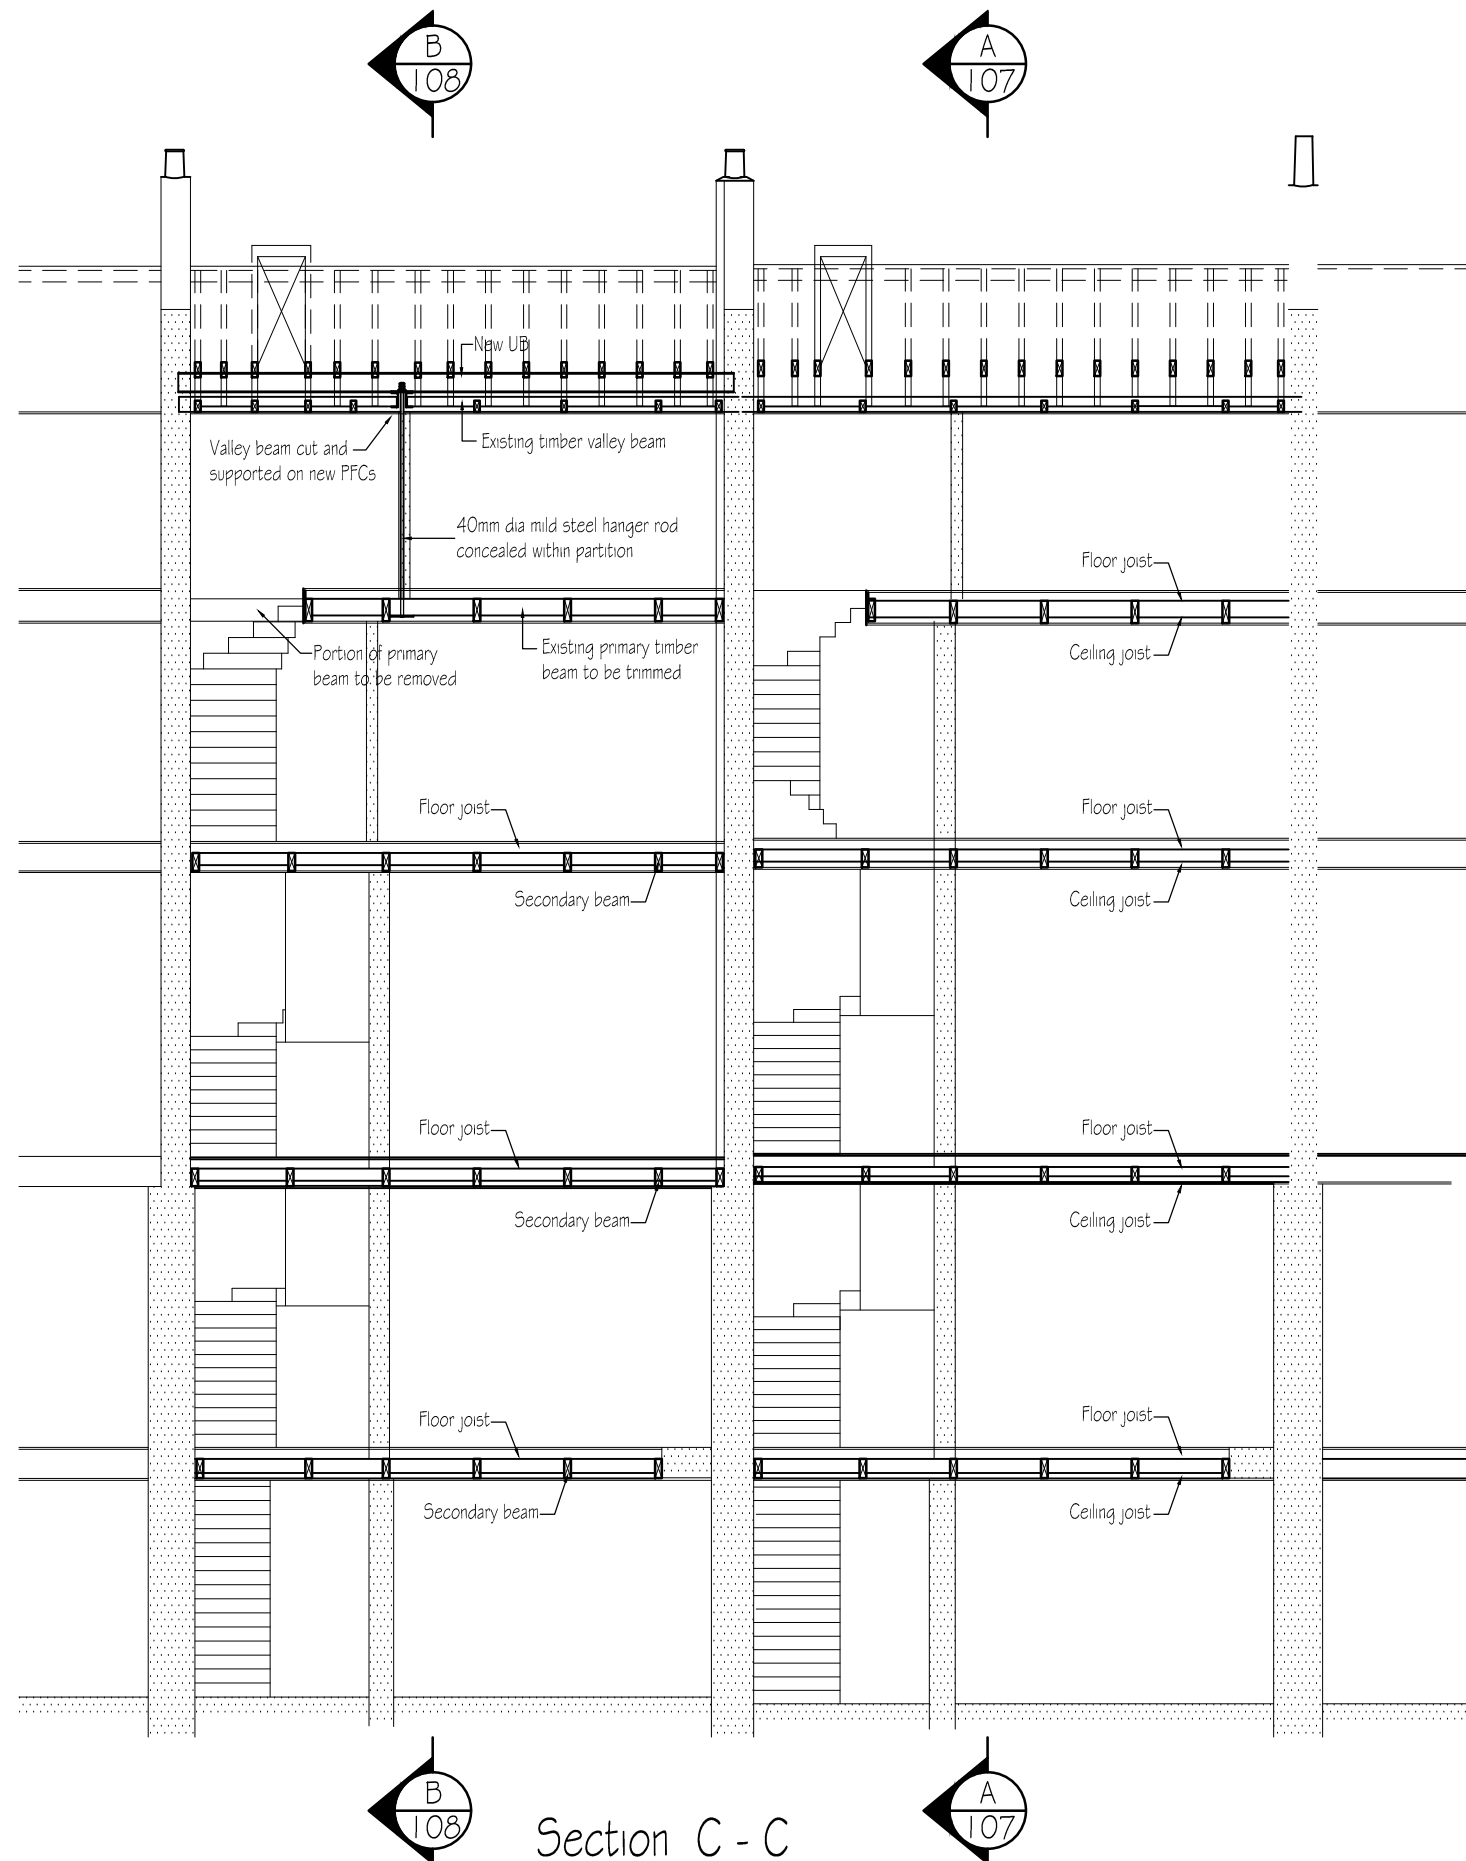 B
108
A
107
New UB
Valley beam cut and
supported on new PFCs
Existing timber valley beam
40mm dia mild steel hanger rod
concealed within partition
Floor joist
Portion of primary
beam to be removed
Existing primary timber
beam to be trimmed
Ceiling joist
Floor joist
Floor joist
Secondary beam
Ceiling joist
Floor joist
Floor joist
Secondary beam
Ceiling joist
Floor joist
Floor joist
Secondary beam
Ceiling joist
B
108
A
107
Section C - C